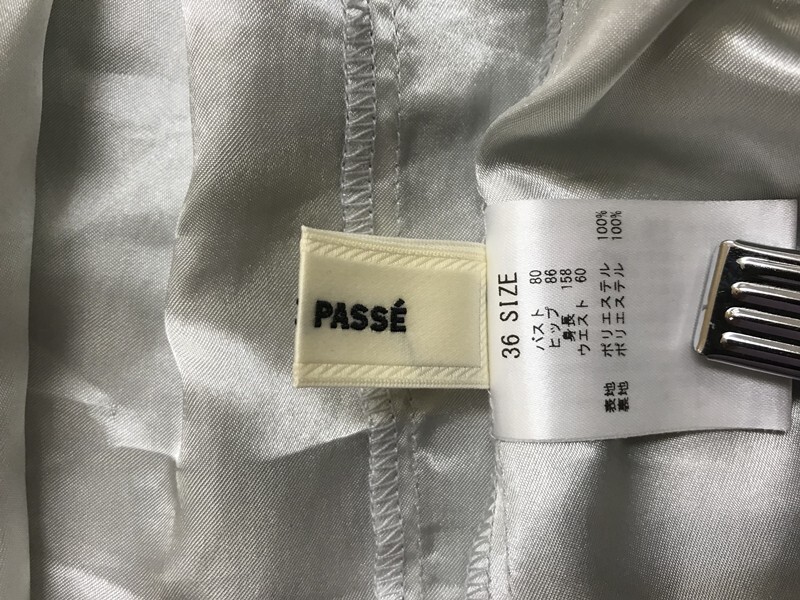 PASSÉ
36 SIZE
バスト 80
ヒップ 86
身長 158
ウエスト 60
表地 ポリエステル 100%
裏地 ポリエステル 100%